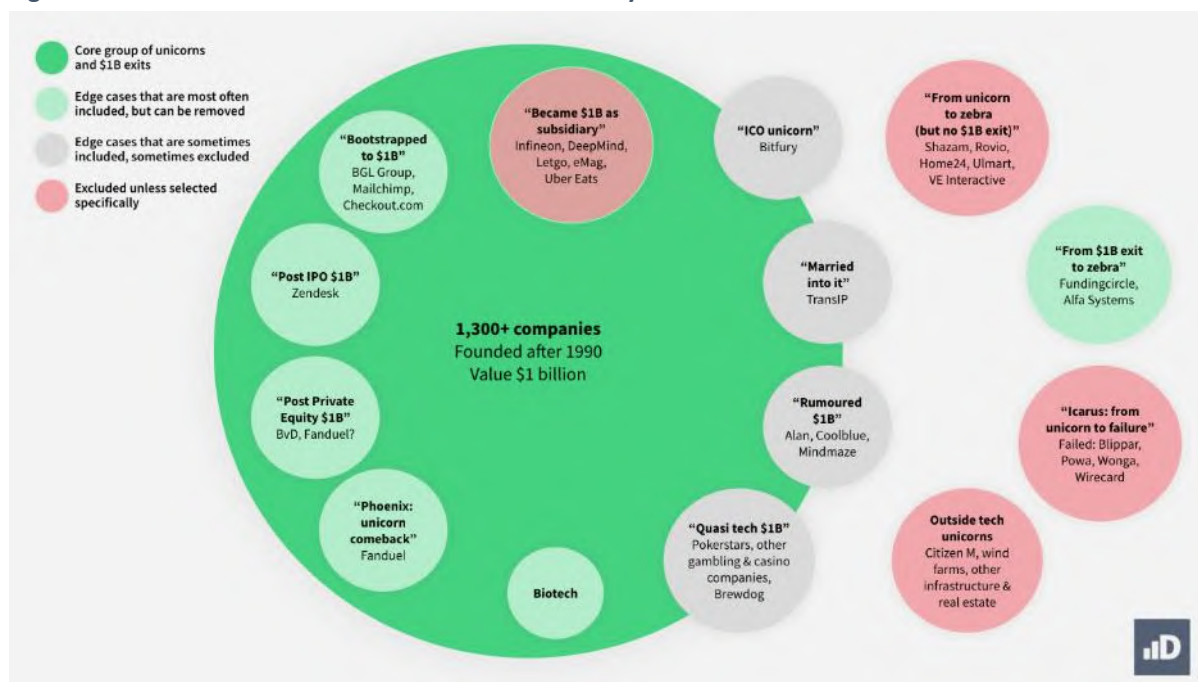 Core group of unicorns
and $1B exits
Edge cases that are most often
included, but can be removed
Edge cases that are sometimes
included, sometimes excluded
Excluded unless selected
specifically
“Bootstrapped
to $1B”
BGL Group,
Mailchimp,
Checkout.com
“Became $1B as
subsidiary”
Infineon, DeepMind,
Letgo, eMag,
Uber Eats
“ICO unicorn”
Bitfury
“From unicorn
to zebra
(but no $1B exit)”
Shazam, Rovio,
Home24, Ulmart,
VE Interactive
“Post IPO $1B”
Zendesk
“Married
into it”
TransIP
“From $1B exit
to zebra”
Fundingcircle,
Alfa Systems
1,300+ companies
Founded after 1990
Value $1 billion
“Post Private
Equity $1B”
BvD, Fanduel?
“Rumoured
$1B”
Alan, Coolblue,
Mindmaze
“Icarus: from
unicorn to failure”
Failed: Blippar,
Powa, Wonga,
Wirecard
“Phoenix:
unicorn
comeback”
Fanduel
Biotech
“Quasi tech $1B”
Pokerstars, other
gambling & casino
companies,
Brewdog
Outside tech
unicorns
Citizen M, wind
farms, other
infrastructure &
real estate
D